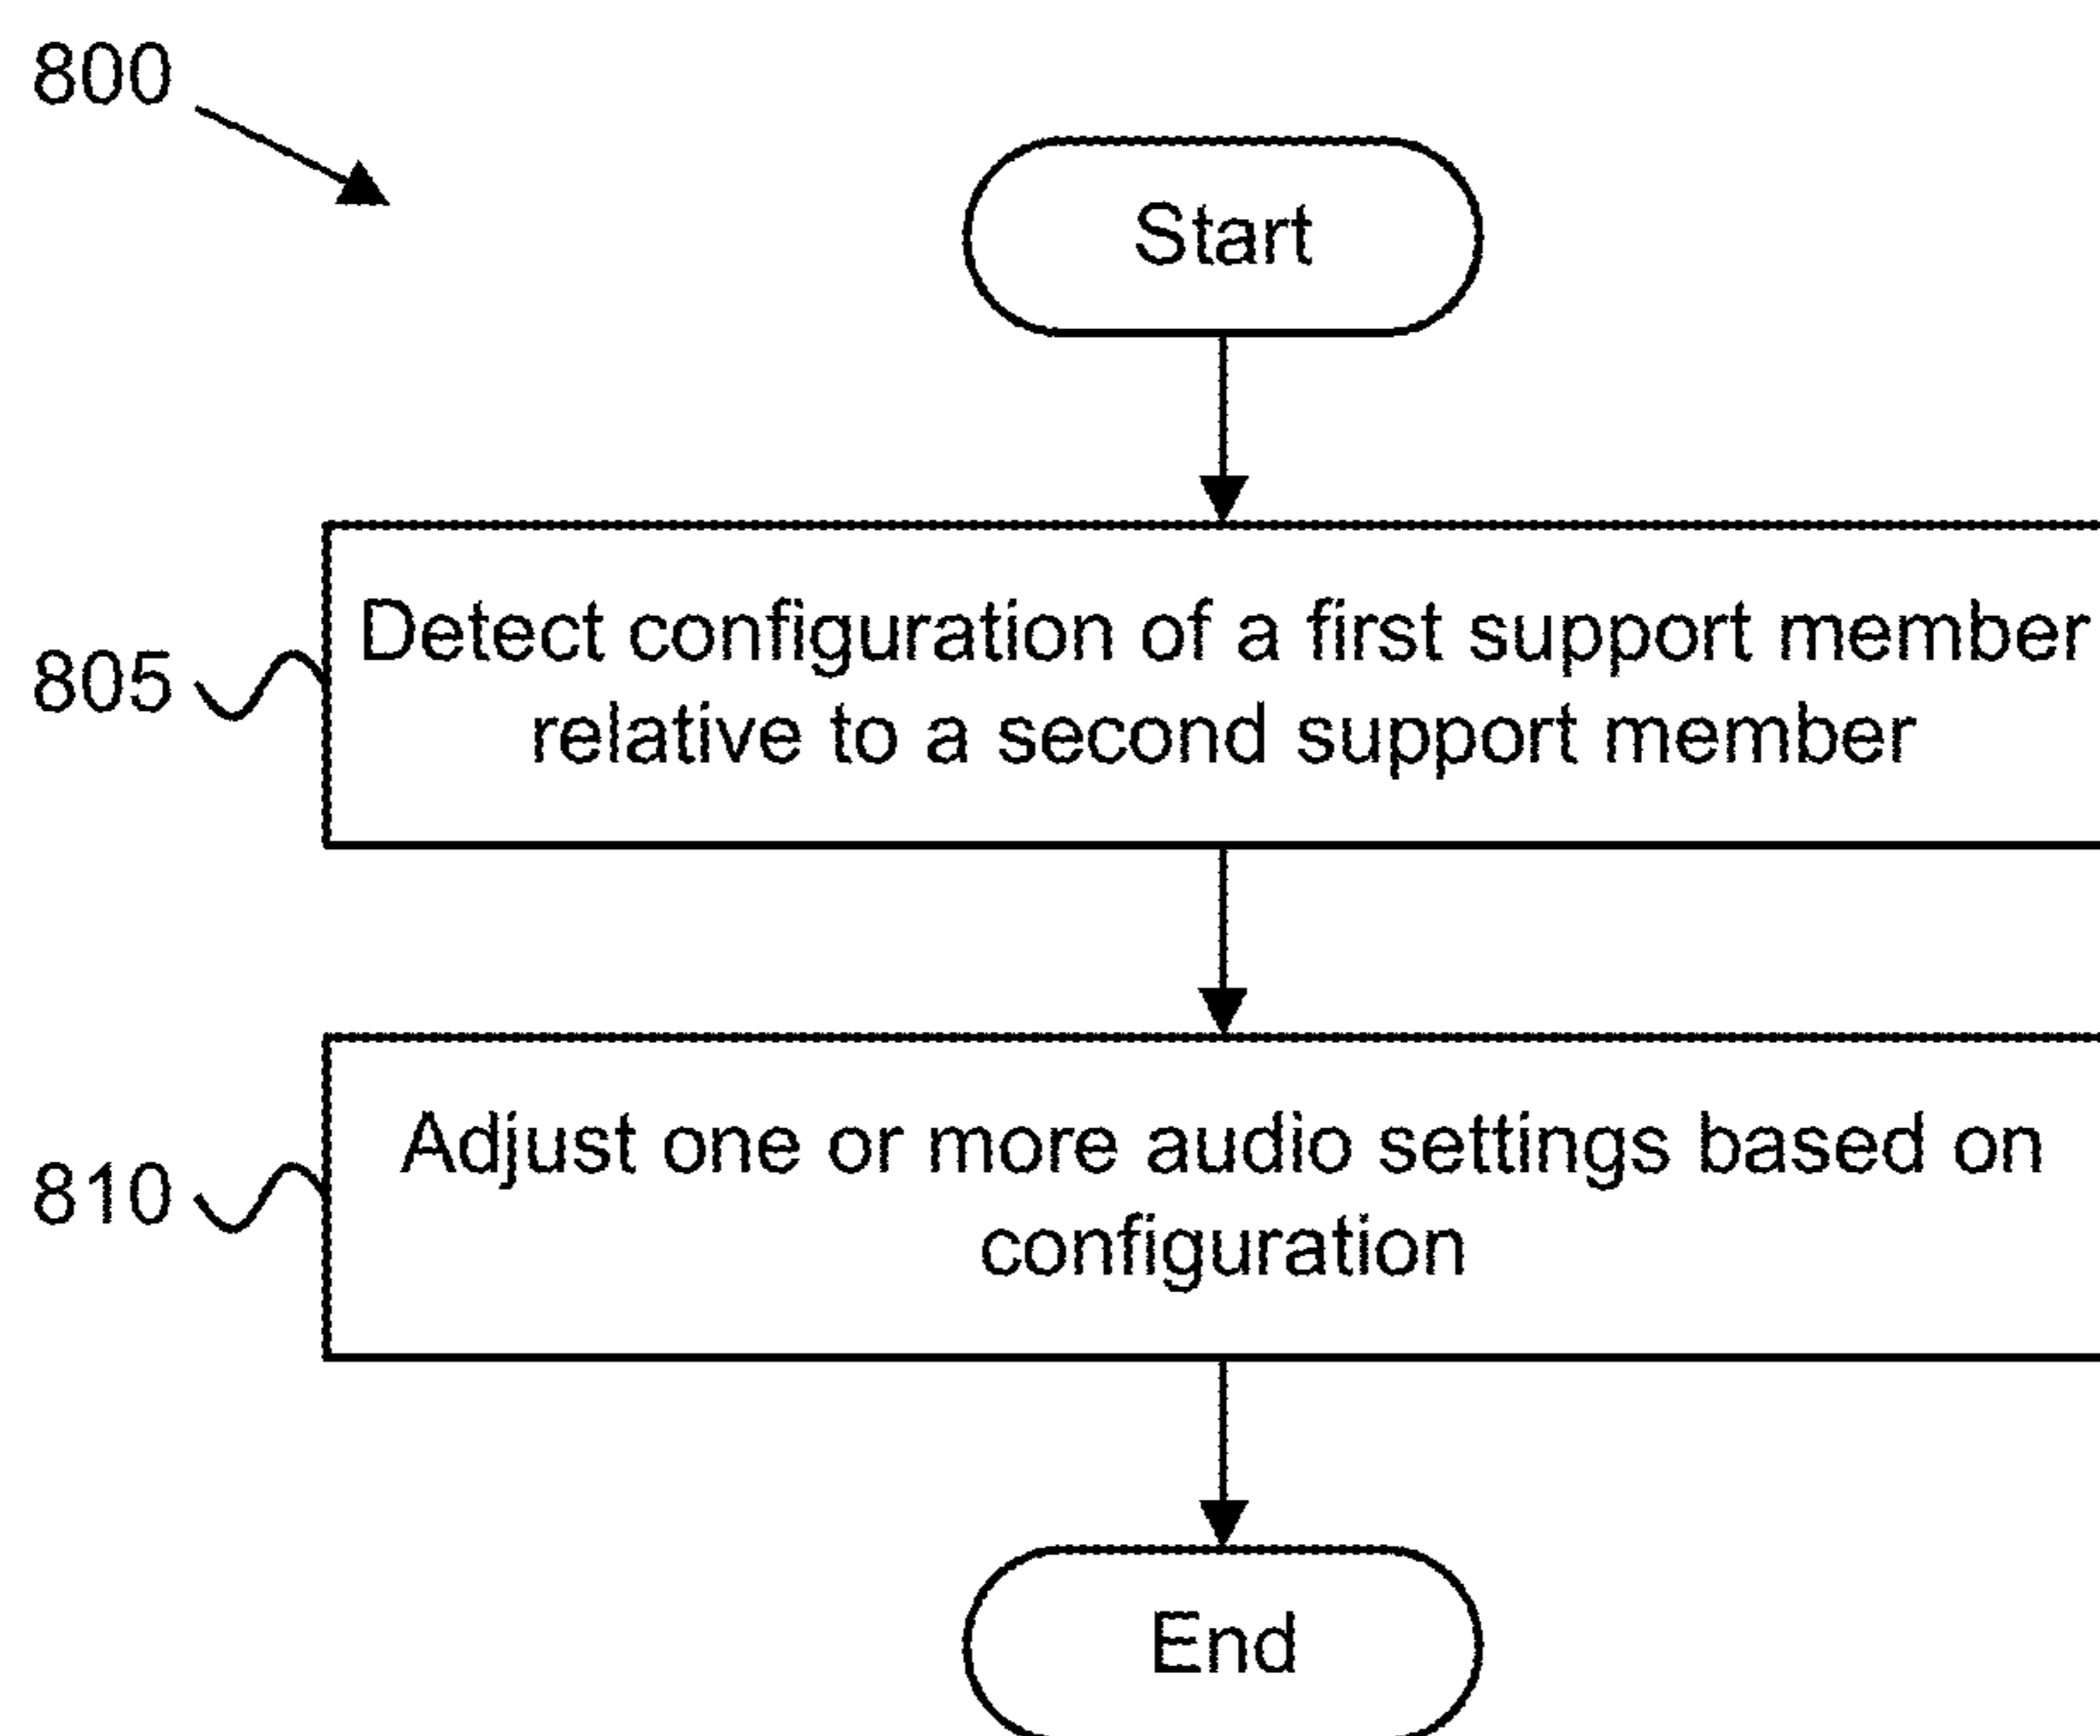 800
Start
805
Detect configuration of a first support member
relative to a second support member
810
Adjust one or more audio settings based on
configuration
End